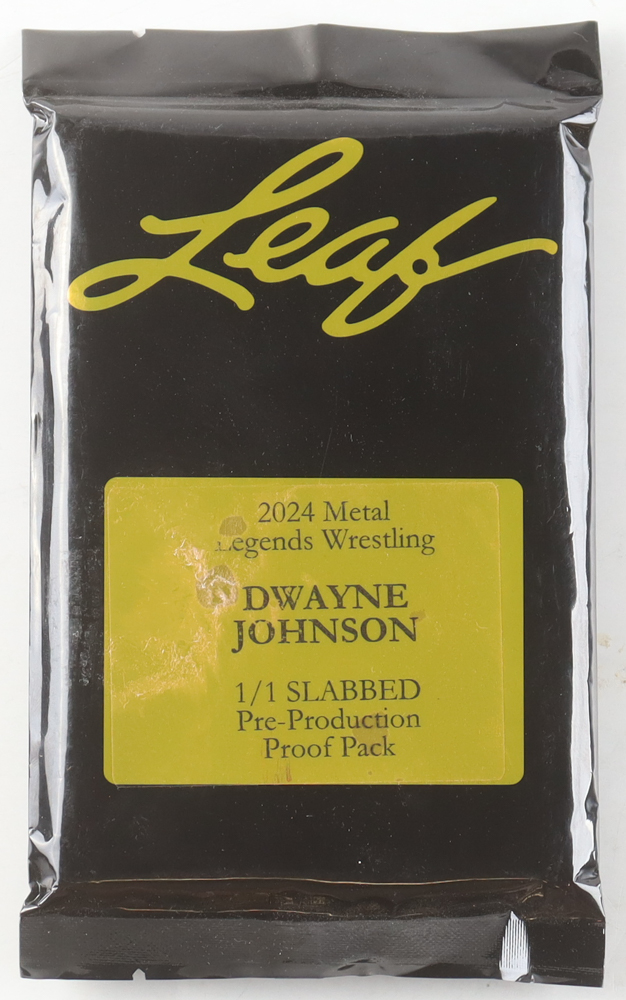 Leaf
2024 Metal
Legends Wrestling
DWAYNE
JOHNSON
1/1 SLABBED
Pre-Production
Proof Pack